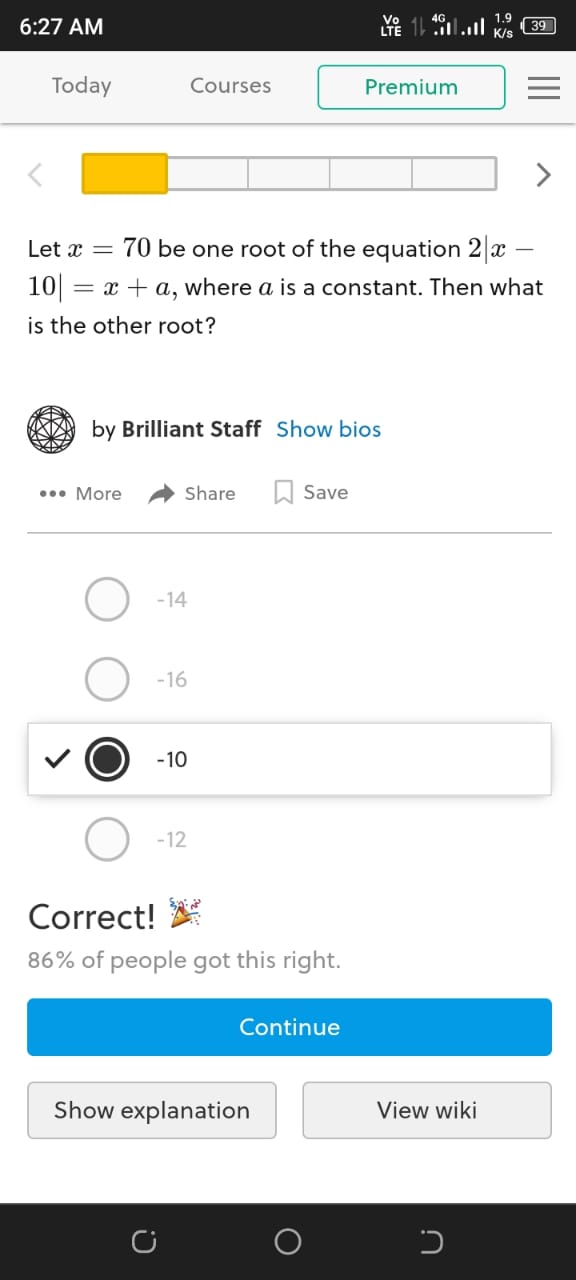 6:27 AM
Vo LTE 4G 1.9 K/s 39
Today Courses Premium
Let x = 70 be one root of the equation 2|x −
10| = x + a, where a is a constant. Then what
is the other root?
by Brilliant Staff Show bios
More Share Save
-14
-16
-10
-12
Correct! 🎉
86% of people got this right.
Continue
Show explanation View wiki